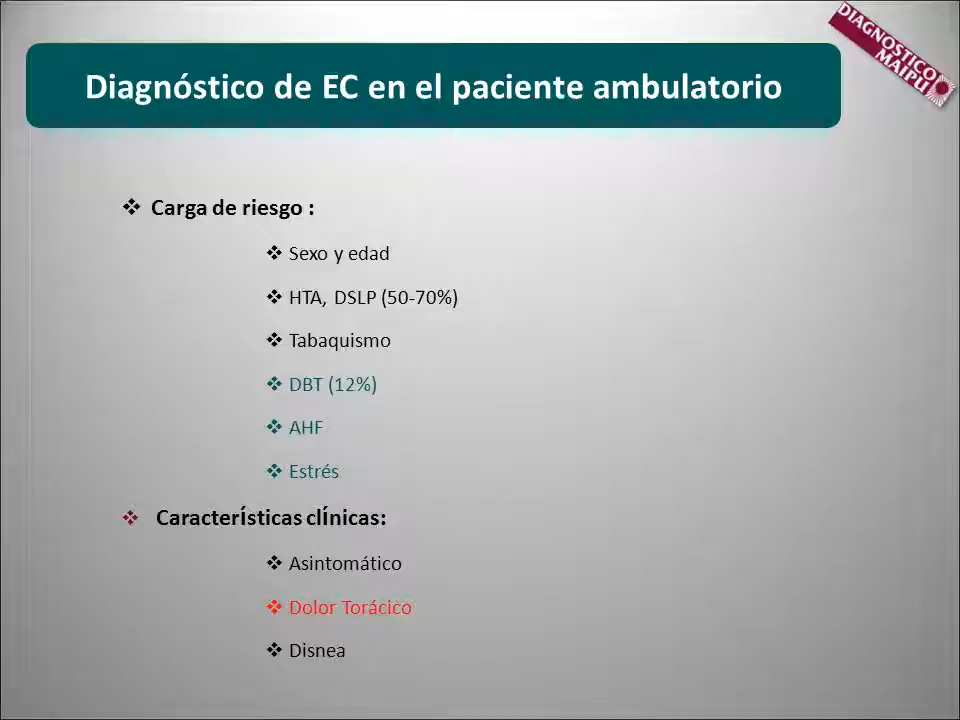 DIAGNOSTICO
MAIPU
Diagnóstico de EC en el paciente ambulatorio
❖ Carga de riesgo :
❖ Sexo y edad
❖ HTA, DSLP (50-70%)
❖ Tabaquismo
❖ DBT (12%)
❖ AHF
❖ Estrés
❖ Características clínicas:
❖ Asintomático
❖ Dolor Torácico
❖ Disnea